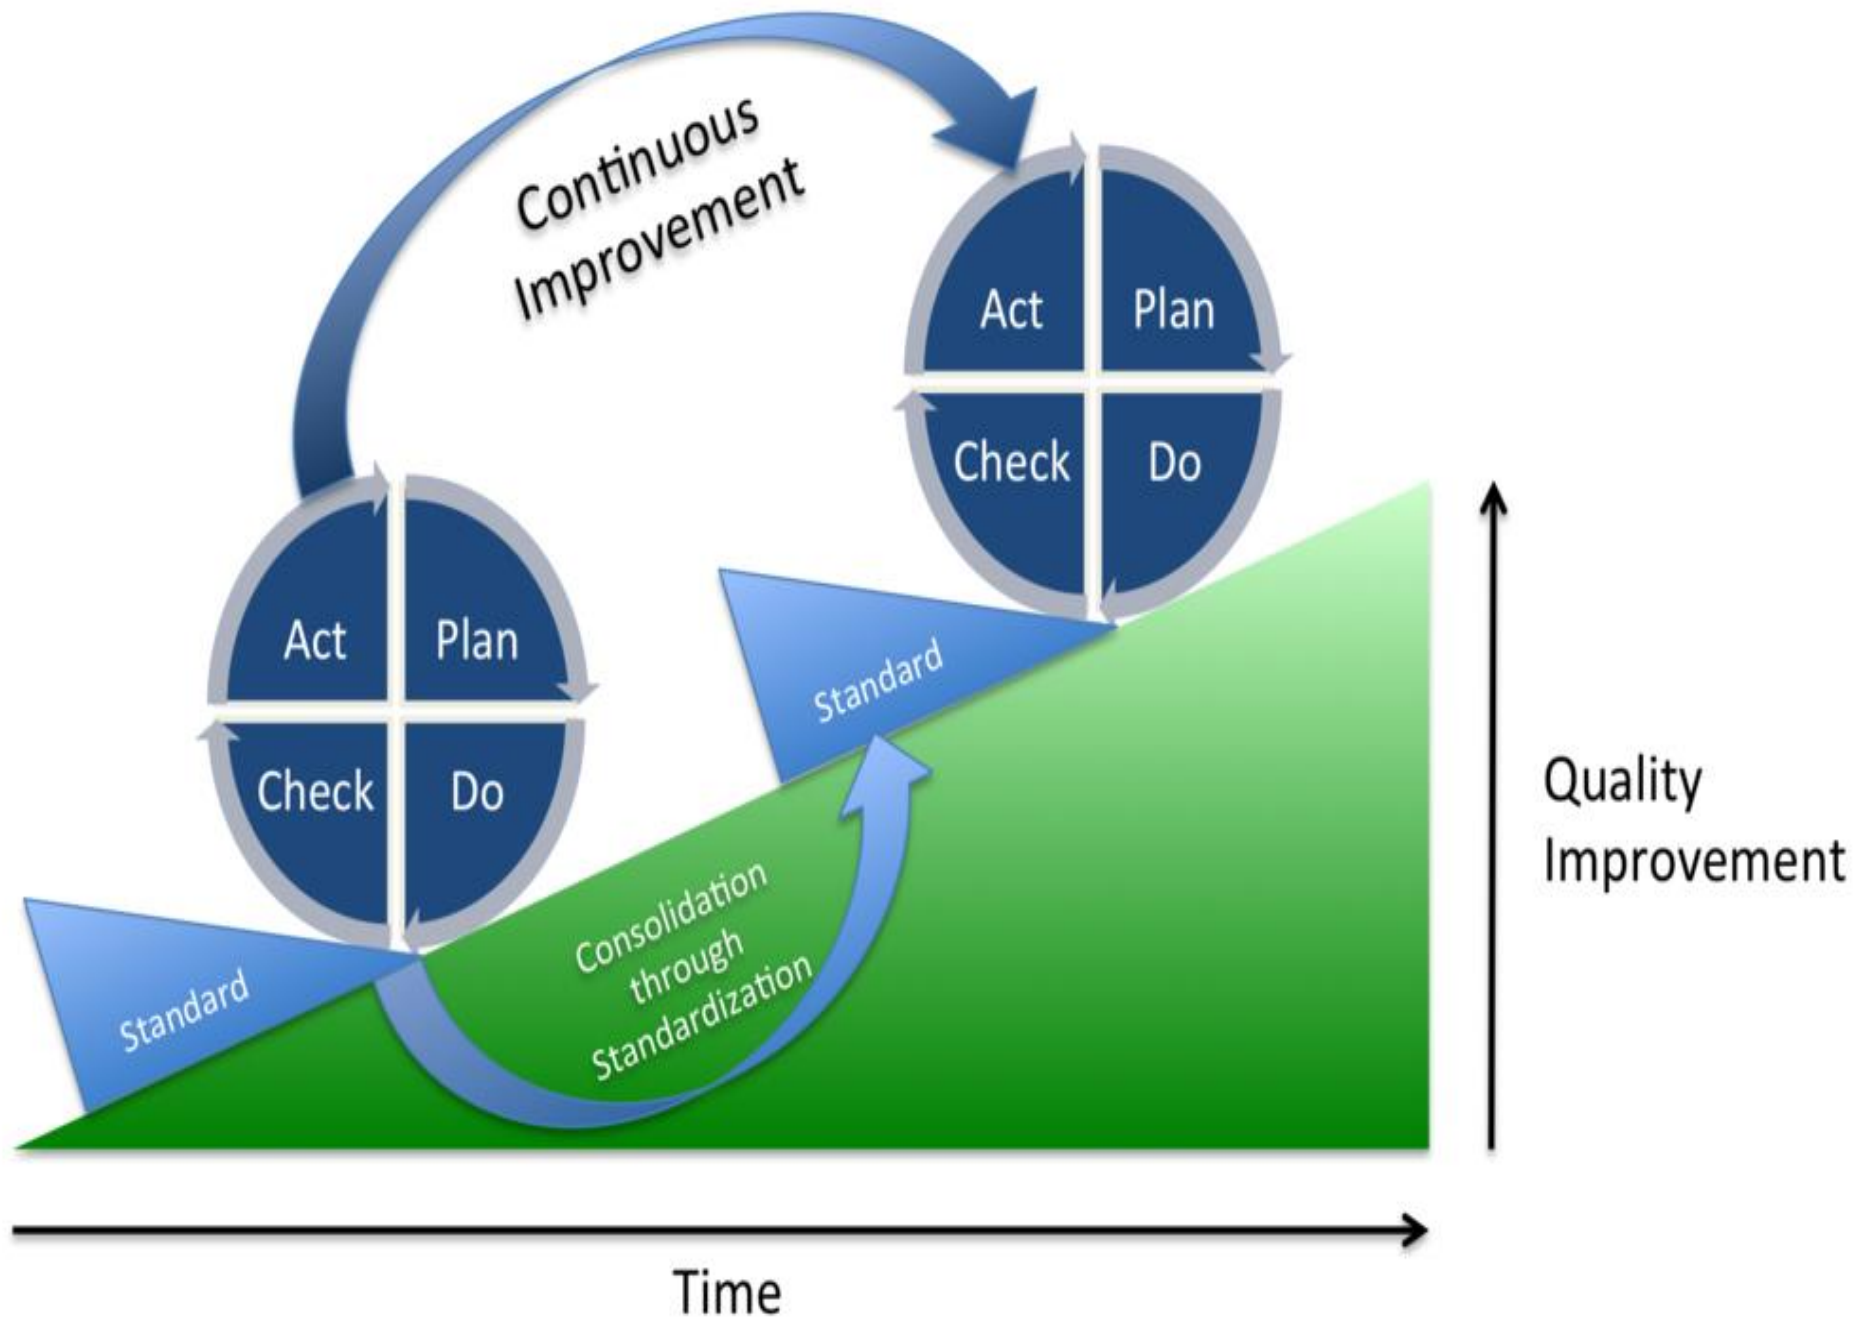 Continuous
Improvement
Act
Plan
Check
Do
Act
Plan
Check
Do
Standard
Standard
Consolidation
through
Standardization
Quality
Improvement
Time